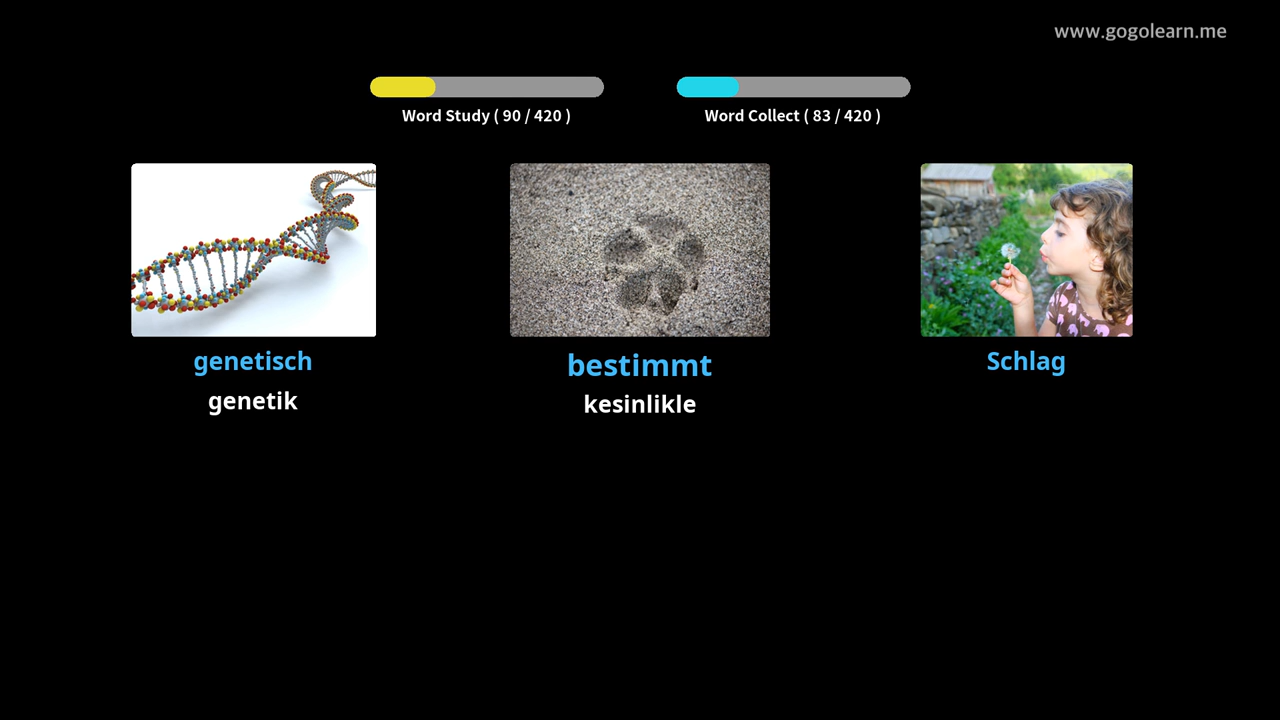 www.gogolearn.me
Word Study ( 90 / 420 )
Word Collect ( 83 / 420 )
genetisch
genetik
bestimmt
kesinlikle
Schlag